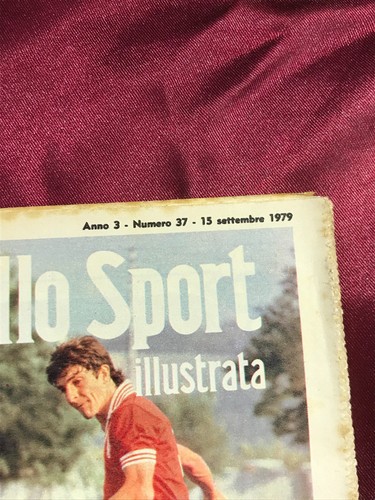 Anno 3 - Numero 37 - 15 settembre 1979
llo Sport
illustrata